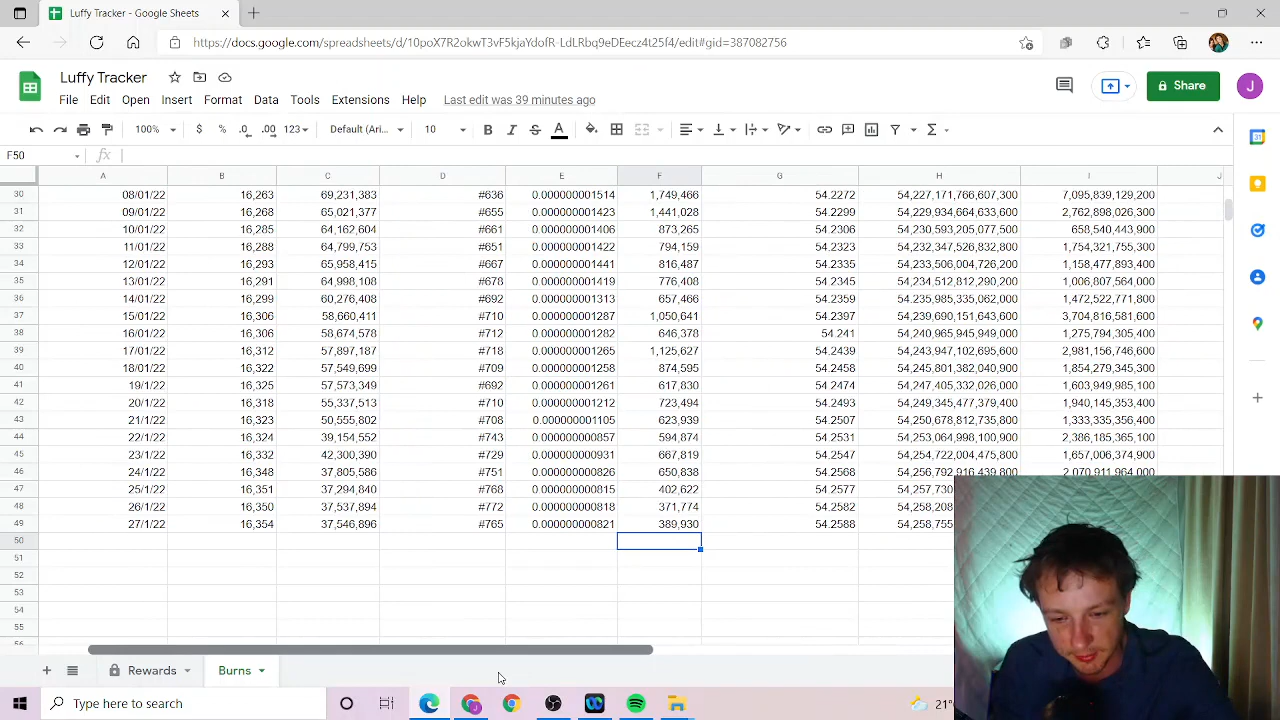 Luffy Tracker - Google Sheets
https://docs.google.com/spreadsheets/d/10poX7R2okwT3vF5kjaYdofR-LdLRbq9eDEecz4t25f4/edit#gid=387082756
Luffy Tracker
File Edit View Insert Format Data Tools Extensions Help Last edit was 39 minutes ago
Share J
100% $ % .0 .00 123 Default (Ari... 10 B I S A
F50 fx
A B C D E F G H I J
30 08/01/22 16,263 69,231,383 #636 0.000000001514 1,749,466 54.2272 54,227,171,766,607,300 7,095,839,129,200
31 09/01/22 16,268 65,021,377 #655 0.000000001423 1,441,028 54.2299 54,229,934,664,633,600 2,762,898,026,300
32 10/01/22 16,285 64,162,604 #661 0.000000001406 873,265 54.2306 54,230,593,205,077,500 658,540,443,900
33 11/01/22 16,288 64,799,753 #651 0.000000001422 794,159 54.2323 54,232,347,526,832,800 1,754,321,755,300
34 12/01/22 16,293 65,958,415 #667 0.000000001441 816,487 54.2335 54,233,506,004,726,200 1,158,477,893,400
35 13/01/22 16,291 64,998,108 #678 0.000000001419 776,408 54.2345 54,234,512,812,290,200 1,006,807,564,000
36 14/01/22 16,299 60,276,408 #692 0.000000001313 657,466 54.2359 54,235,985,335,062,000 1,472,522,771,800
37 15/01/22 16,306 58,660,411 #710 0.000000001287 1,050,641 54.2397 54,239,690,151,643,600 3,704,816,581,600
38 16/01/22 16,306 58,674,578 #712 0.000000001282 646,378 54.241 54,240,965,945,949,000 1,275,794,305,400
39 17/01/22 16,312 57,897,187 #718 0.000000001265 1,125,627 54.2439 54,243,947,102,695,600 2,981,156,746,600
40 18/01/22 16,322 57,549,699 #709 0.000000001258 874,595 54.2458 54,245,801,382,040,900 1,854,279,345,300
41 19/1/22 16,325 57,573,349 #692 0.000000001261 617,830 54.2474 54,247,405,332,026,000 1,603,949,985,100
42 20/1/22 16,318 55,337,513 #710 0.000000001212 723,494 54.2493 54,249,345,477,379,400 1,940,145,353,400
43 21/1/22 16,323 50,555,802 #708 0.000000001105 623,939 54.2507 54,250,678,812,735,800 1,333,335,356,400
44 22/1/22 16,324 39,154,552 #743 0.000000000857 594,874 54.2531 54,253,064,998,100,900 2,386,185,365,100
45 23/1/22 16,332 42,300,390 #729 0.000000000931 667,819 54.2547 54,254,722,004,475,800 1,657,006,374,900
46 24/1/22 16,348 37,805,586 #751 0.000000000826 650,838 54.2568 54,256,792,916,439,800 2,070,911,964,000
47 25/1/22 16,351 37,294,840 #768 0.000000000815 402,622 54.2577 54,257,730
48 26/1/22 16,350 37,537,894 #772 0.000000000818 371,774 54.2582 54,258,208
49 27/1/22 16,354 37,546,896 #765 0.000000000821 389,930 54.2588 54,258,755
50
51
52
53
54
55
Rewards Burns
Type here to search 21°